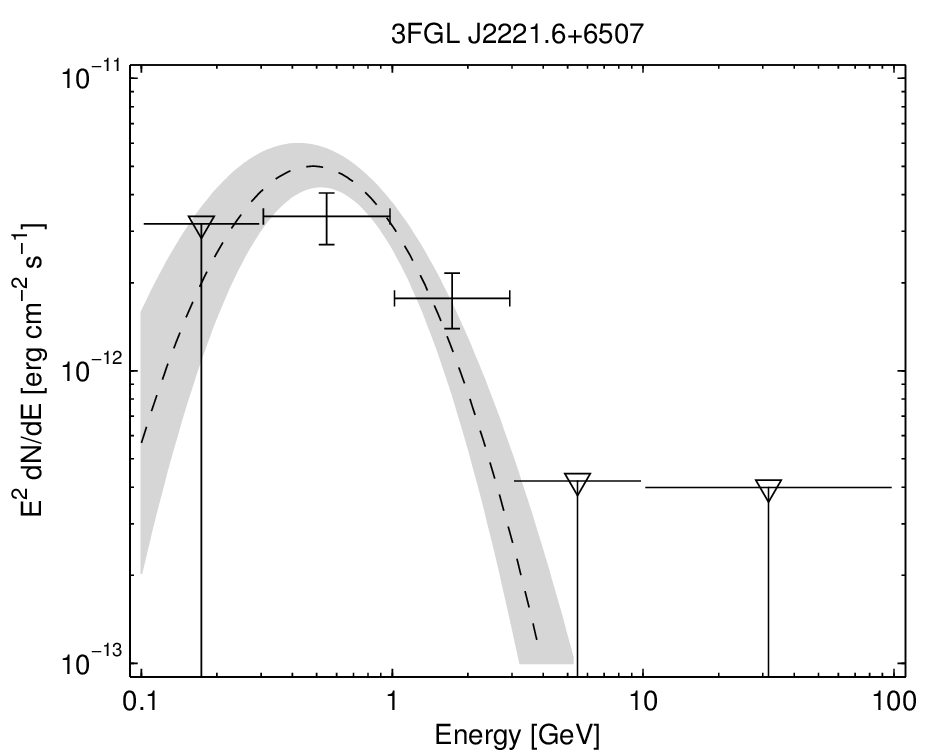 3FGL J2221.6+6507
10⁻¹¹
10⁻¹²
10⁻¹³
E² dN/dE [erg cm⁻² s⁻¹]
0.1 1 10 100
Energy [GeV]